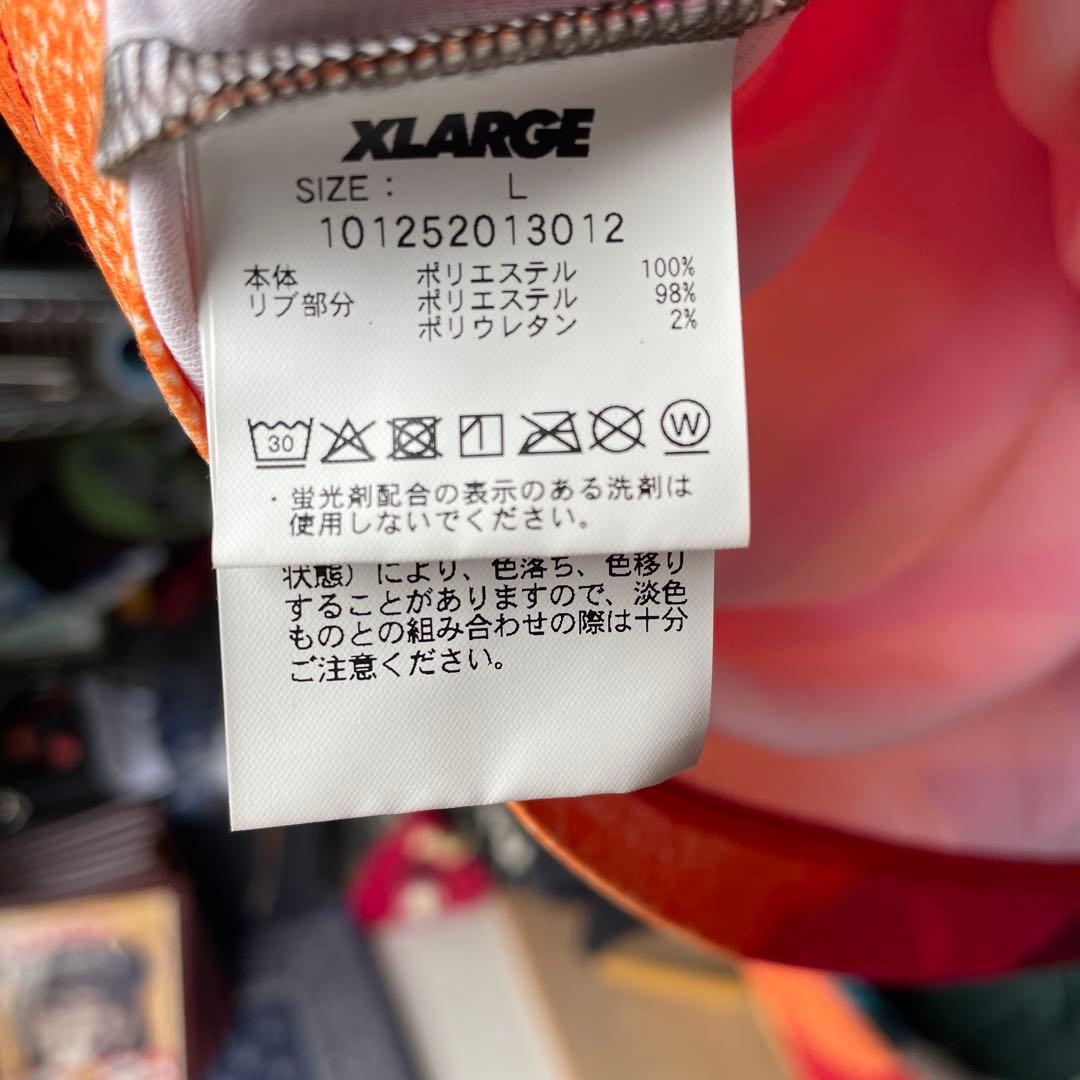 XLARGE
SIZE： L
101252013012
本体 ポリエステル 100%
リブ部分 ポリエステル 98%
ポリウレタン 2%
30 W
・蛍光剤配合の表示のある洗剤は
使用しないでください。
状態）により、色落ち、色移り
することがありますので、淡色
ものとの組み合わせの際は十分
ご注意ください。